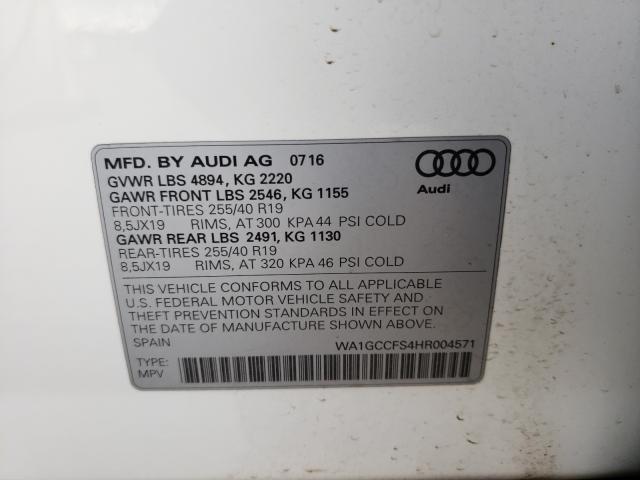 MFD. BY AUDI AG 0716
GVWR LBS 4894, KG 2220
GAWR FRONT LBS 2546, KG 1155
FRONT-TIRES 255/40 R19
8,5JX19 RIMS, AT 300 KPA 44 PSI COLD
GAWR REAR LBS 2491, KG 1130
REAR-TIRES 255/40 R19
8,5JX19 RIMS, AT 320 KPA 46 PSI COLD
Audi
THIS VEHICLE CONFORMS TO ALL APPLICABLE
U.S. FEDERAL MOTOR VEHICLE SAFETY AND
THEFT PREVENTION STANDARDS IN EFFECT ON
THE DATE OF MANUFACTURE SHOWN ABOVE.
SPAIN WA1GCCFS4HR004571
TYPE:
MPV